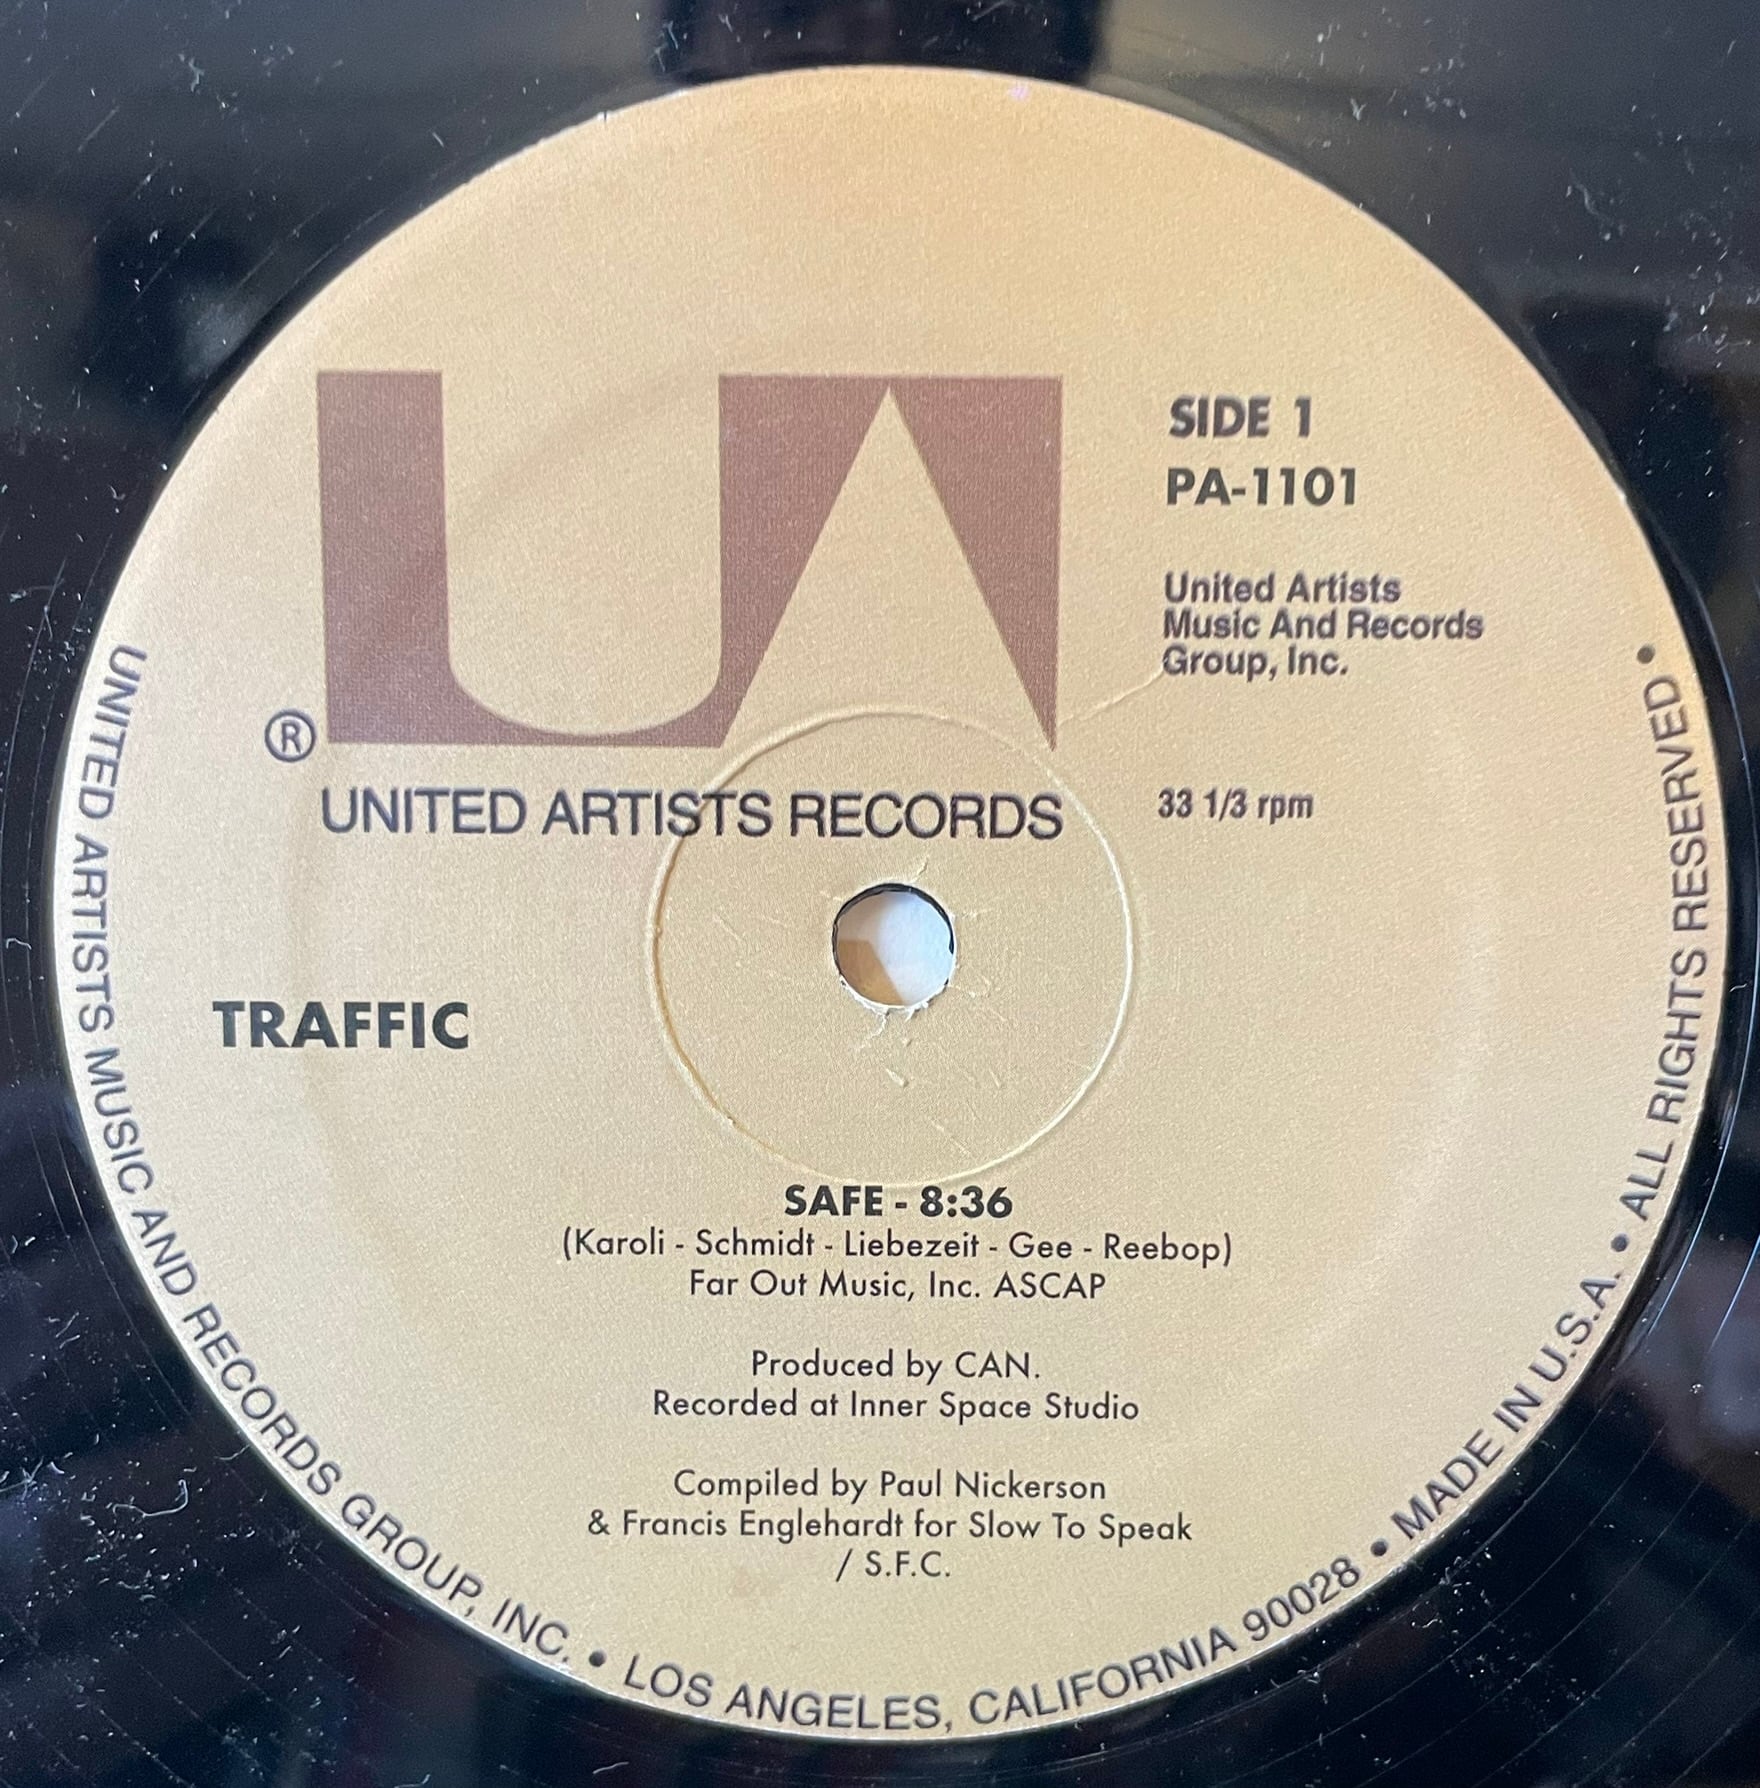 UA
SIDE 1
PA-1101
United Artists
Music And Records
Group, Inc.
®
UNITED ARTISTS RECORDS
33 1/3 rpm
TRAFFIC
SAFE - 8:36
(Karoli - Schmidt - Liebezeit - Gee - Reebop)
Far Out Music, Inc. ASCAP
Produced by CAN.
Recorded at Inner Space Studio
Compiled by Paul Nickerson
& Francis Englehardt for Slow To Speak
/ S.F.C.
UNITED ARTISTS MUSIC AND RECORDS GROUP, INC. • LOS ANGELES, CALIFORNIA 90028 • MADE IN U.S.A. • ALL RIGHTS RESERVED •